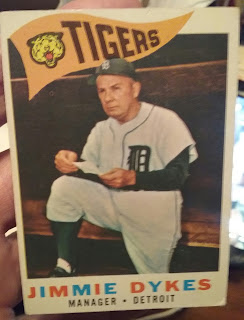 TIGERS
D
JIMMIE DYKES
MANAGER • DETROIT